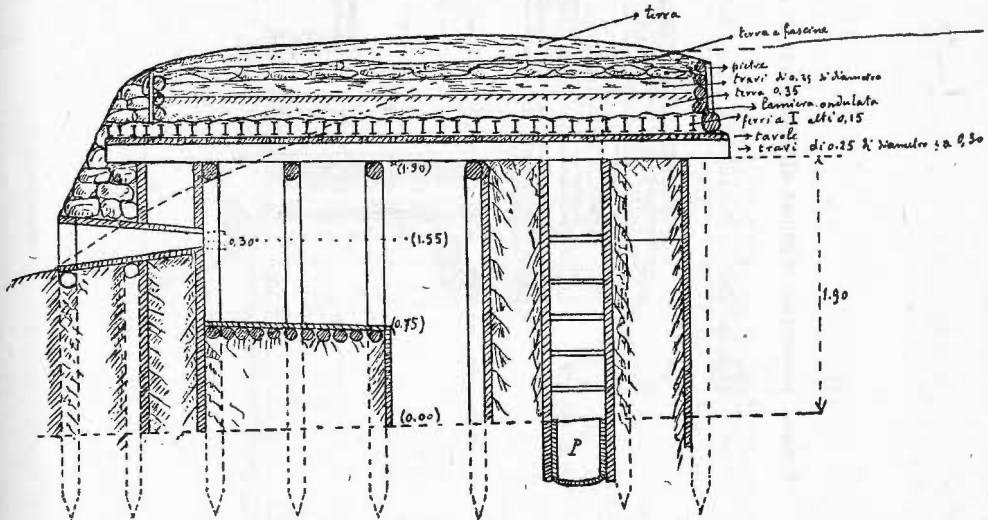 terra
terra e fascine
pietre
travi di 0.25 di diametro
terra 0.35
lamiera ondulata
ferri a I alti 0,15
tavole
travi di 0.25 di diametro a 0,30
(1.90)
0,30
(1.55)
(0.75)
1.90
(0.00)
P